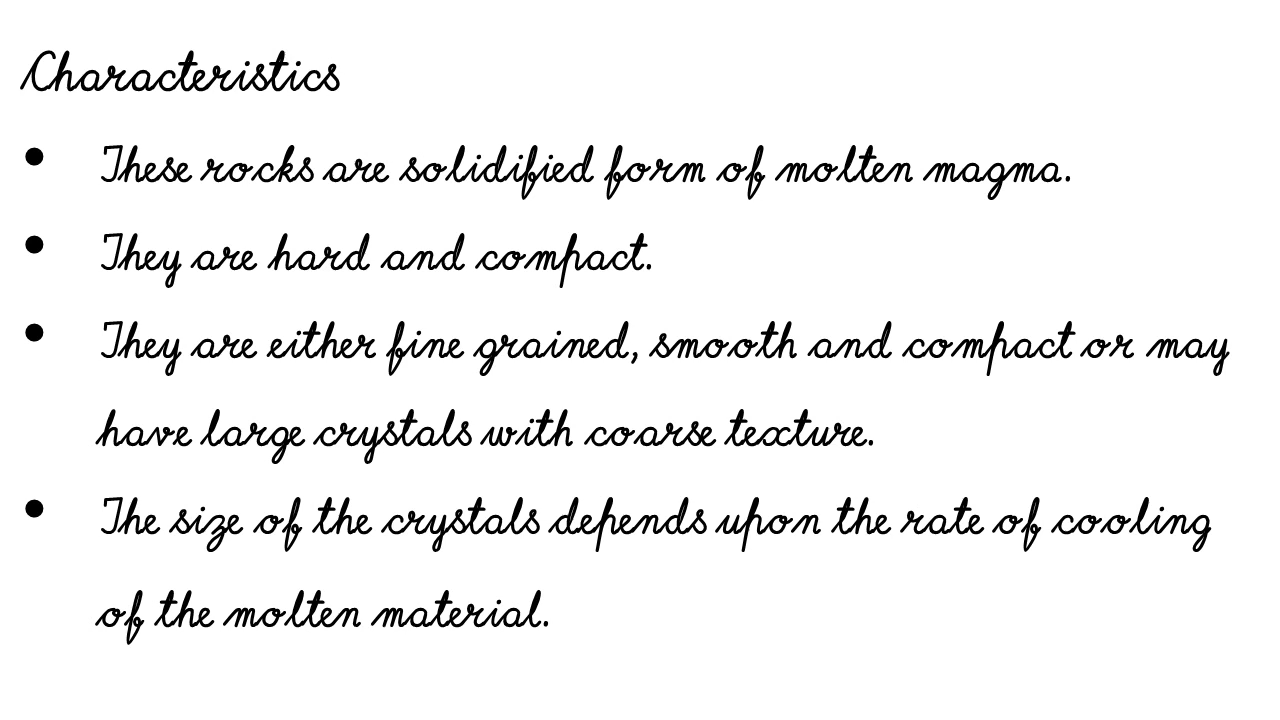 Characteristics
• These rocks are solidified form of molten magma.
• They are hard and compact.
• They are either fine grained, smooth and compact or may
have large crystals with coarse texture.
• The size of the crystals depends upon the rate of cooling
of the molten material.